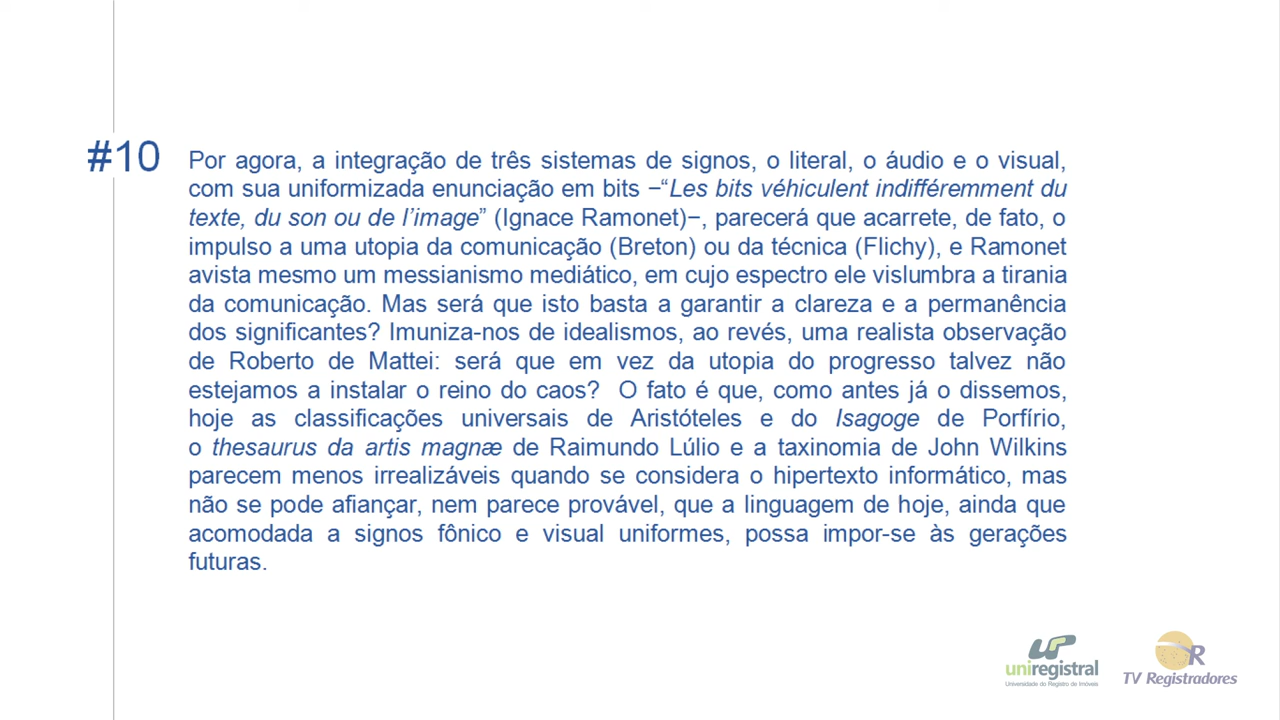 #10
Por agora, a integração de três sistemas de signos, o literal, o áudio e o visual,
com sua uniformizada enunciação em bits −“Les bits véhiculent indifféremment du
texte, du son ou de l’image” (Ignace Ramonet)−, parecerá que acarrete, de fato, o
impulso a uma utopia da comunicação (Breton) ou da técnica (Flichy), e Ramonet
avista mesmo um messianismo mediático, em cujo espectro ele vislumbra a tirania
da comunicação. Mas será que isto basta a garantir a clareza e a permanência
dos significantes? Imuniza-nos de idealismos, ao revés, uma realista observação
de Roberto de Mattei: será que em vez da utopia do progresso talvez não
estejamos a instalar o reino do caos?  O fato é que, como antes já o dissemos,
hoje as classificações universais de Aristóteles e do Isagoge de Porfírio,
o thesaurus da artis magnæ de Raimundo Lúlio e a taxinomia de John Wilkins
parecem menos irrealizáveis quando se considera o hipertexto informático, mas
não se pode afiançar, nem parece provável, que a linguagem de hoje, ainda que
acomodada a signos fônico e visual uniformes, possa impor-se às gerações
futuras.
uniregistral
Universidade do Registro de Imóveis
R
TV Registradores